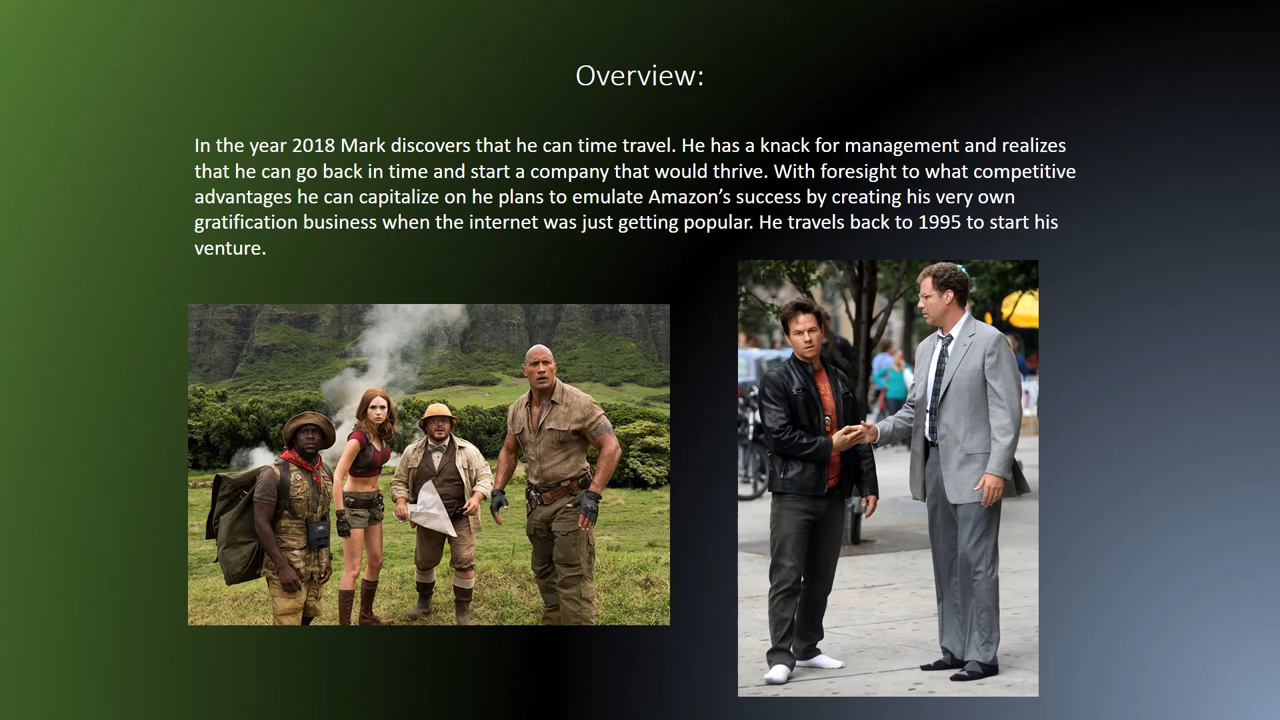 Overview:
In the year 2018 Mark discovers that he can time travel. He has a knack for management and realizes
that he can go back in time and start a company that would thrive. With foresight to what competitive
advantages he can capitalize on he plans to emulate Amazon’s success by creating his very own
gratification business when the internet was just getting popular. He travels back to 1995 to start his
venture.